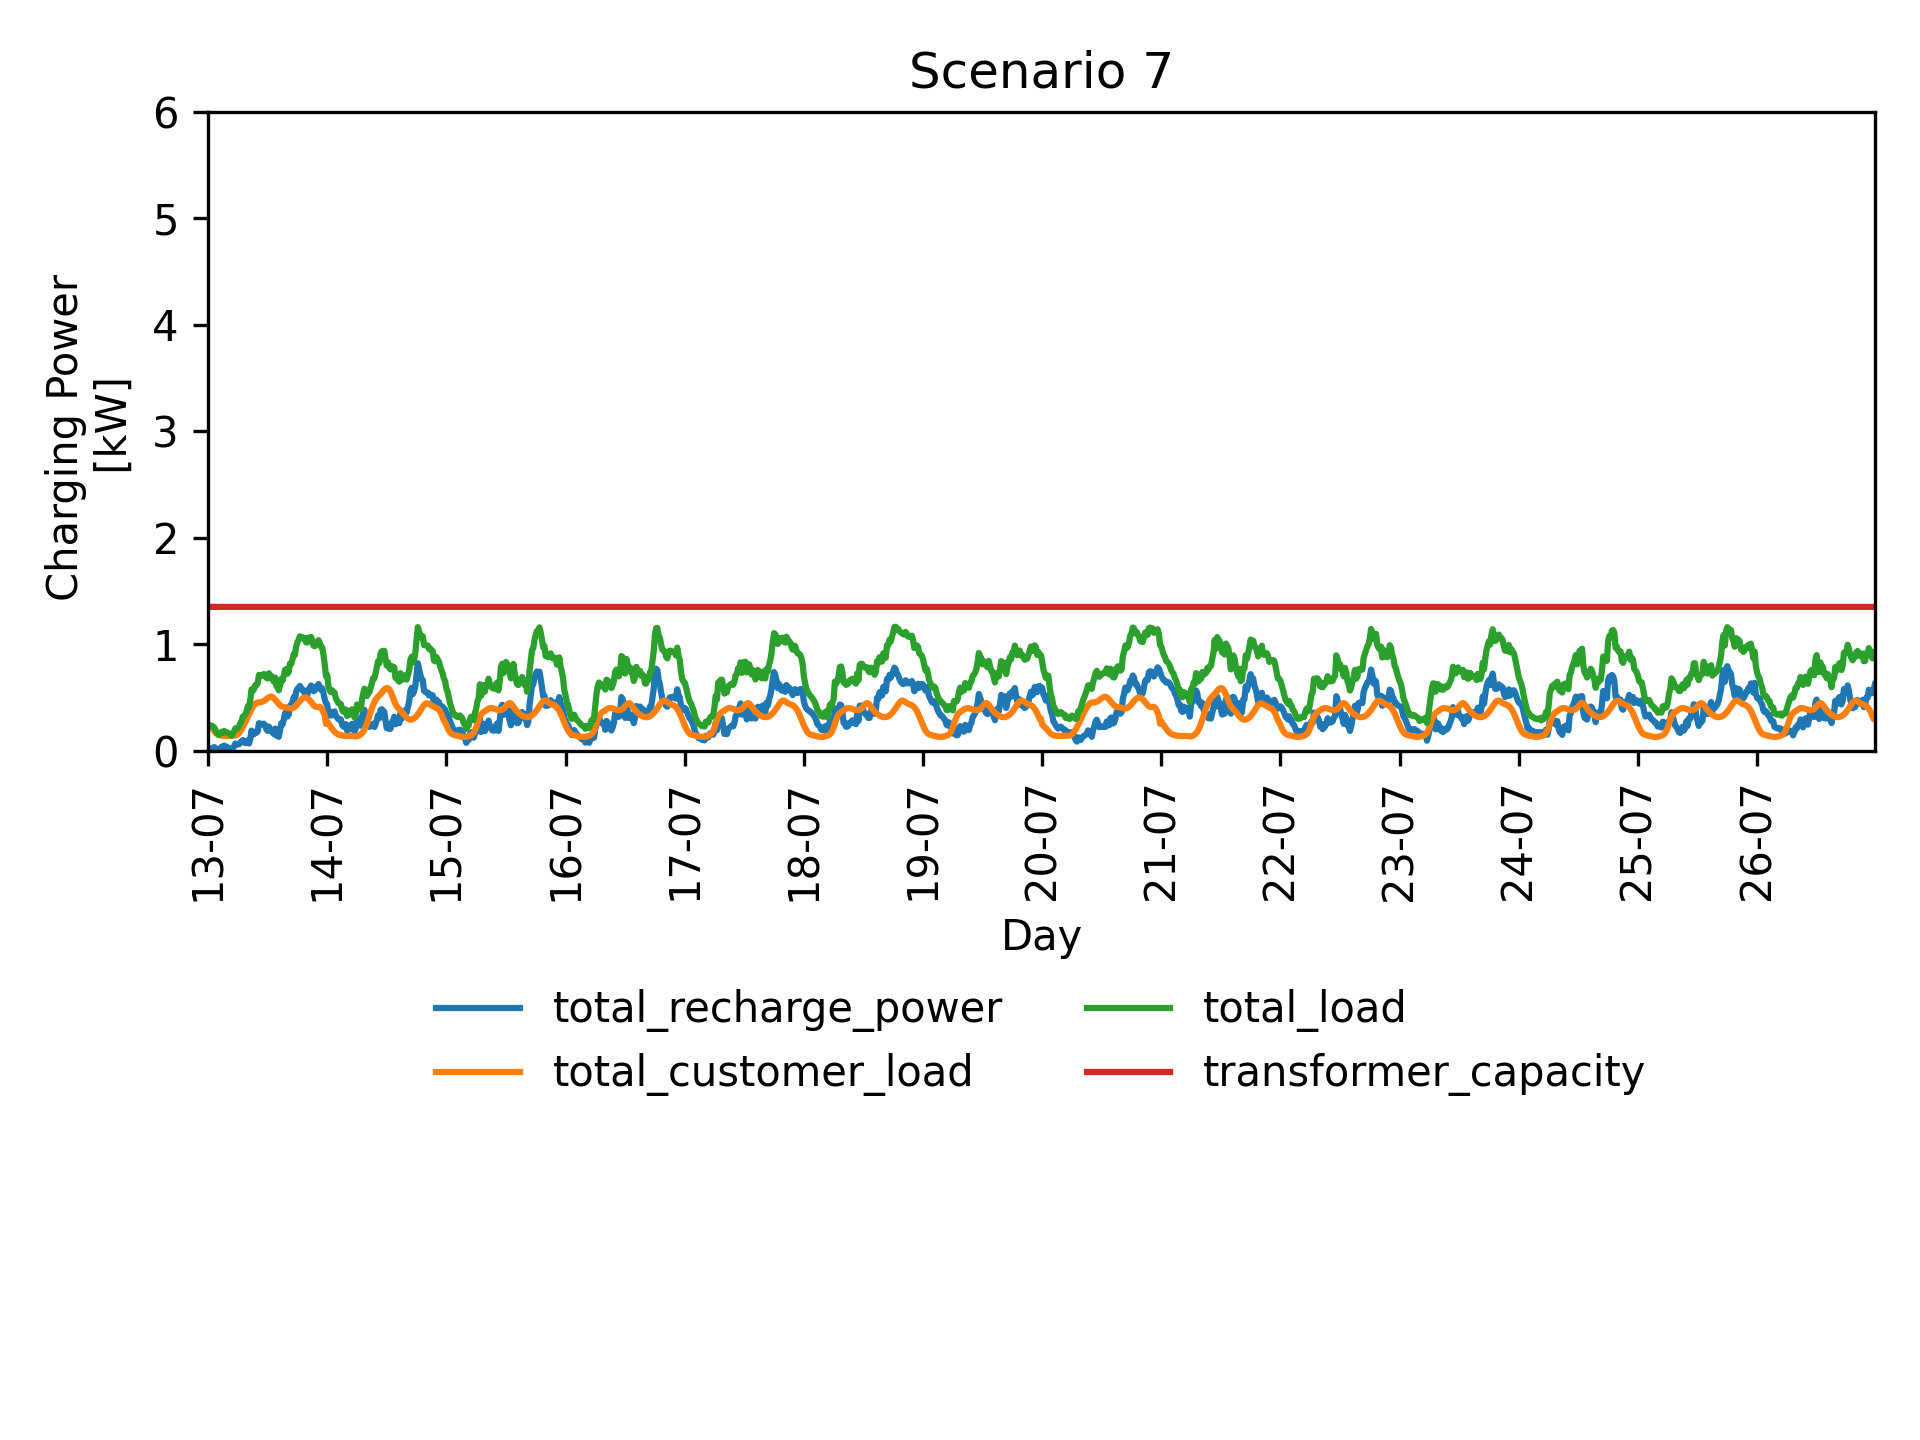 Scenario 7
6
5
4
3
2
1
0
Charging Power
[kW]
13-07
14-07
15-07
16-07
17-07
18-07
19-07
20-07
21-07
22-07
23-07
24-07
25-07
26-07
Day
total_recharge_power
total_customer_load
total_load
transformer_capacity